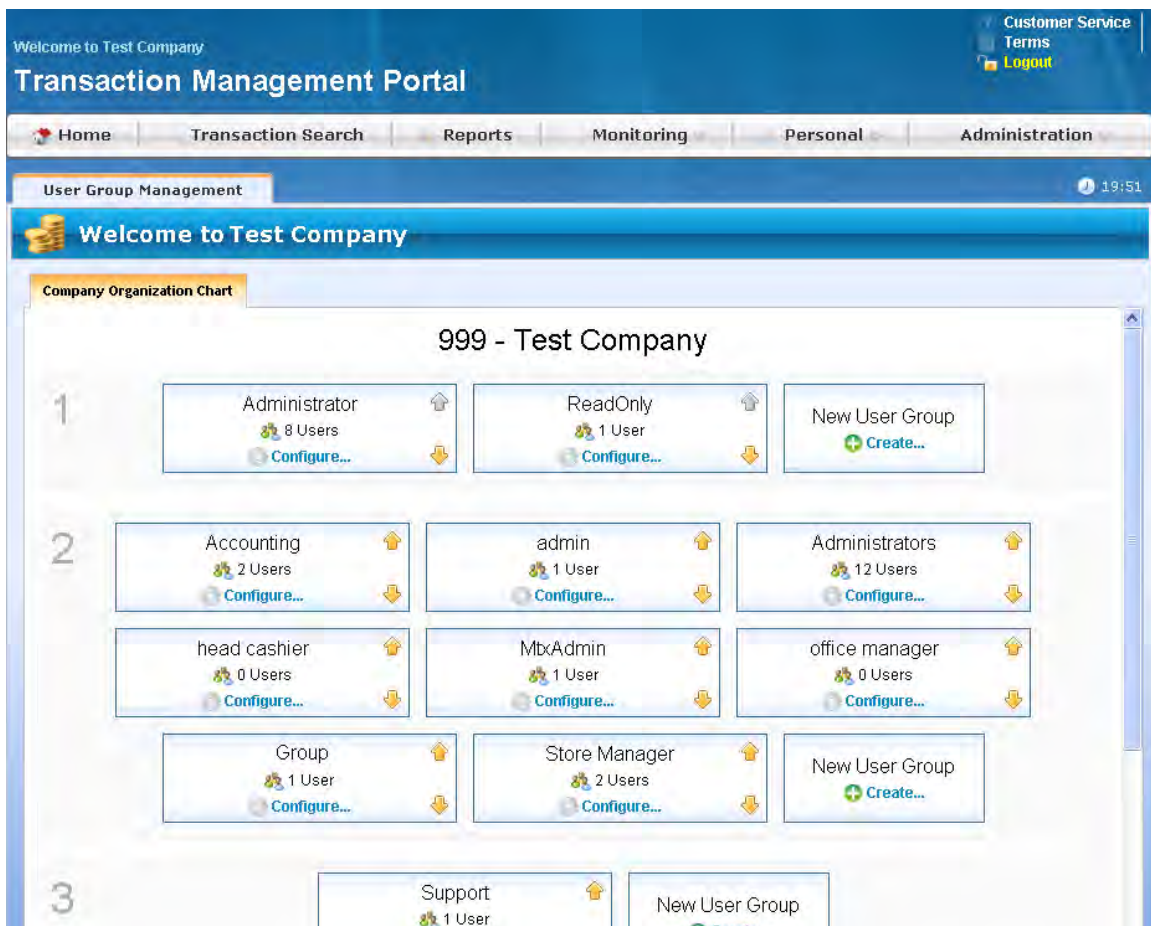 Customer Service
Welcome to Test Company
Terms
Logout
Transaction Management Portal
Home Transaction Search Reports Monitoring Personal Administration
User Group Management 19:51
Welcome to Test Company
Company Organization Chart
999 - Test Company
1
Administrator ReadOnly New User Group
8 Users 1 User Create...
Configure... Configure...
2
Accounting admin Administrators
2 Users 1 User 12 Users
Configure... Configure... Configure...
head cashier MtxAdmin office manager
0 Users 1 User 0 Users
Configure... Configure... Configure...
Group Store Manager New User Group
1 User 2 Users Create...
Configure... Configure...
3
Support New User Group
1 User